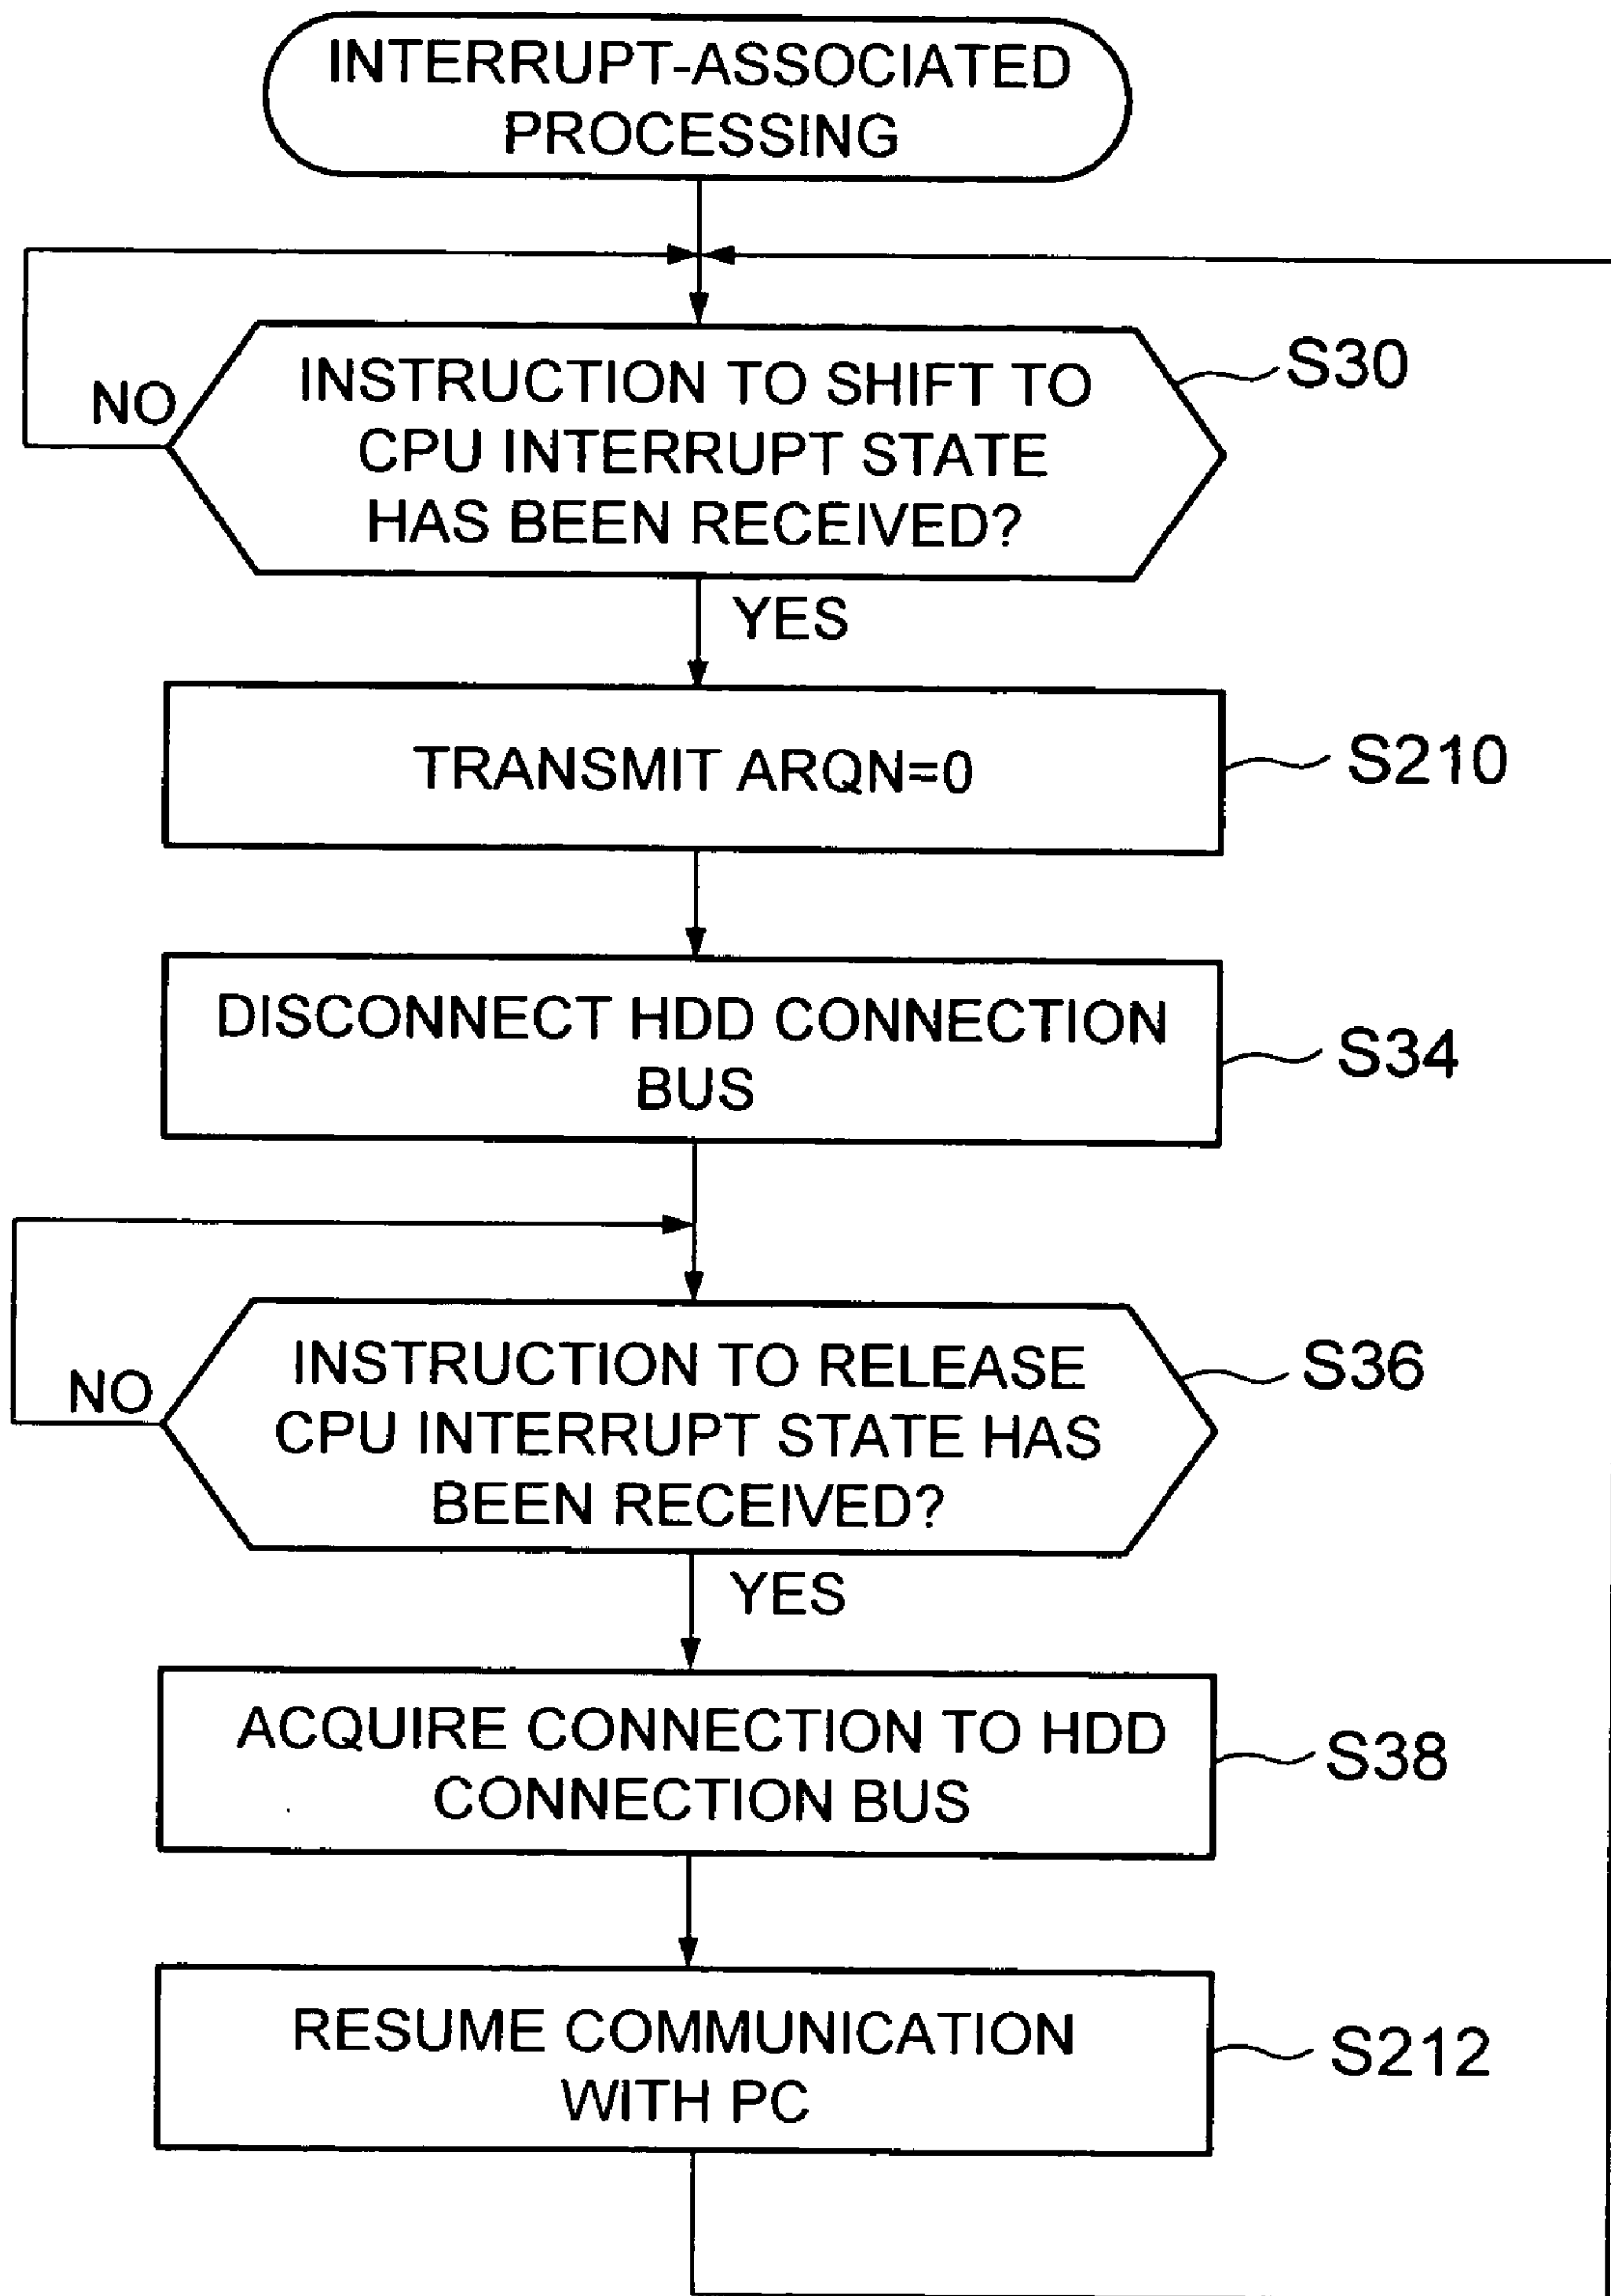 INTERRUPT-ASSOCIATED
PROCESSING
INSTRUCTION TO SHIFT TO
CPU INTERRUPT STATE
HAS BEEN RECEIVED?
S30
NO
YES
TRANSMIT ARQN=0
S210
DISCONNECT HDD CONNECTION
BUS
S34
INSTRUCTION TO RELEASE
CPU INTERRUPT STATE HAS
BEEN RECEIVED?
S36
NO
YES
ACQUIRE CONNECTION TO HDD
CONNECTION BUS
S38
RESUME COMMUNICATION
WITH PC
S212